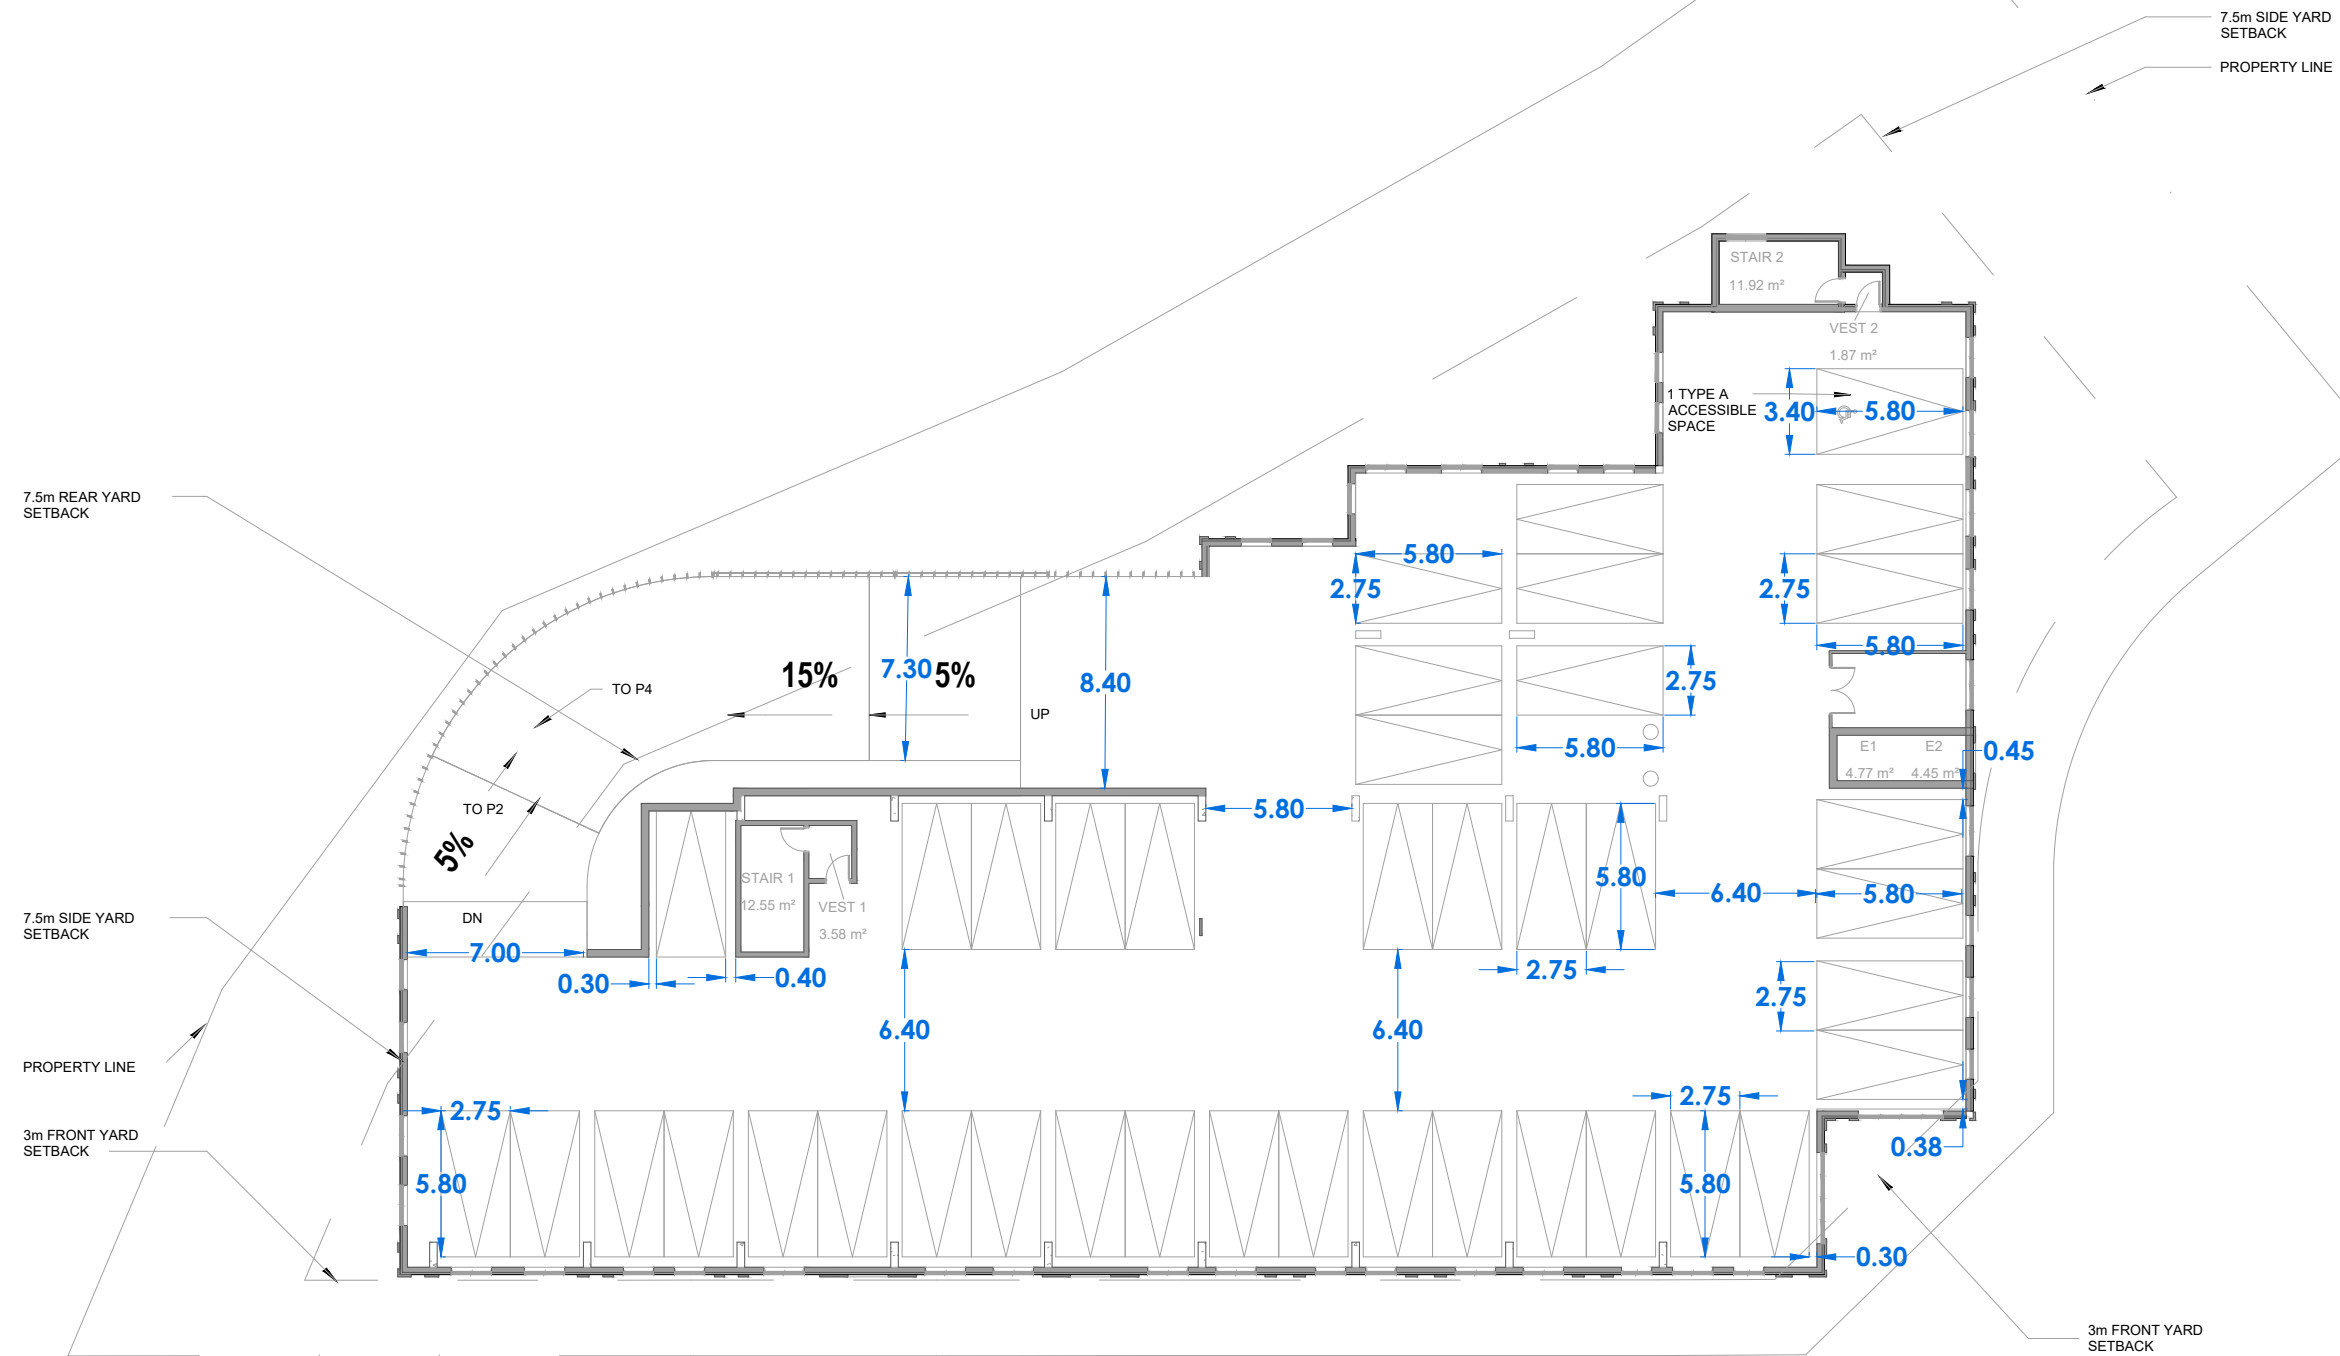 7.5m SIDE YARD
SETBACK
PROPERTY LINE
STAIR 2
11.92 m²
VEST 2
1.87 m²
1 TYPE A
ACCESSIBLE
SPACE
3.40
5.80
7.5m REAR YARD
SETBACK
5.80
2.75
2.75
5.80
15%
7.30
5%
8.40
2.75
TO P4
UP
5.80
E1
E2
4.77 m²
4.45 m²
0.45
TO P2
5%
5.80
STAIR 1
12.55 m²
VEST 1
3.58 m²
5.80
6.40
5.80
7.5m SIDE YARD
SETBACK
DN
7.00
0.30
0.40
2.75
2.75
6.40
6.40
PROPERTY LINE
2.75
2.75
3m FRONT YARD
SETBACK
0.38
5.80
5.80
0.30
3m FRONT YARD
SETBACK